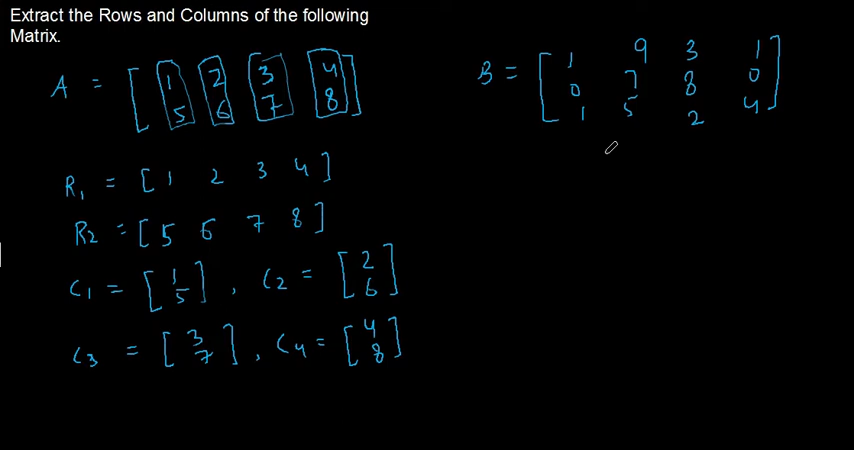 Extract the Rows and Columns of the following
Matrix.
A = [ 1 2 3 4
5 6 7 8 ]
R1 = [ 1 2 3 4 ]
R2 = [ 5 6 7 8 ]
C1 = [ 1 5 ] , C2 = [ 2 6 ]
C3 = [ 3 7 ] , C4 = [ 4 8 ]
B = [ 1 9 3 1
0 7 8 0
1 5 2 4 ]